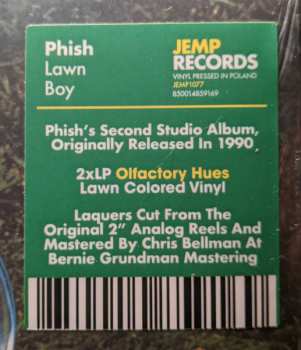 Phish
Lawn
Boy
JEMP
RECORDS
VINYL PRESSED IN POLAND
JEMP1077
850014859169
Phish's Second Studio Album,
Originally Released In 1990
2xLP Olfactory Hues
Lawn Colored Vinyl
Laquers Cut From The
Original 2" Analog Reels And
Mastered By Chris Bellman At
Bernie Grundman Mastering